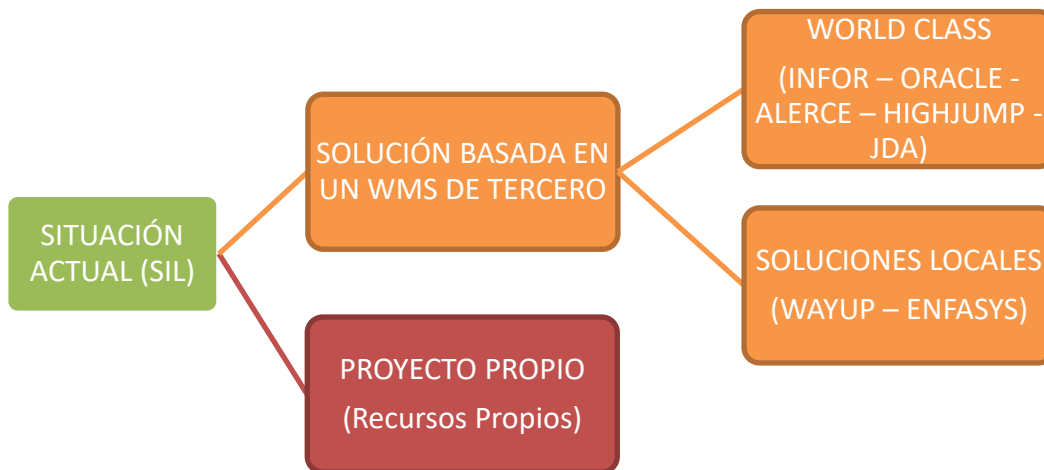 SITUACIÓN
ACTUAL (SIL)
SOLUCIÓN BASADA EN
UN WMS DE TERCERO
WORLD CLASS
(INFOR – ORACLE -
ALERCE – HIGHJUMP -
JDA)
SOLUCIONES LOCALES
(WAYUP – ENFASYS)
PROYECTO PROPIO
(Recursos Propios)